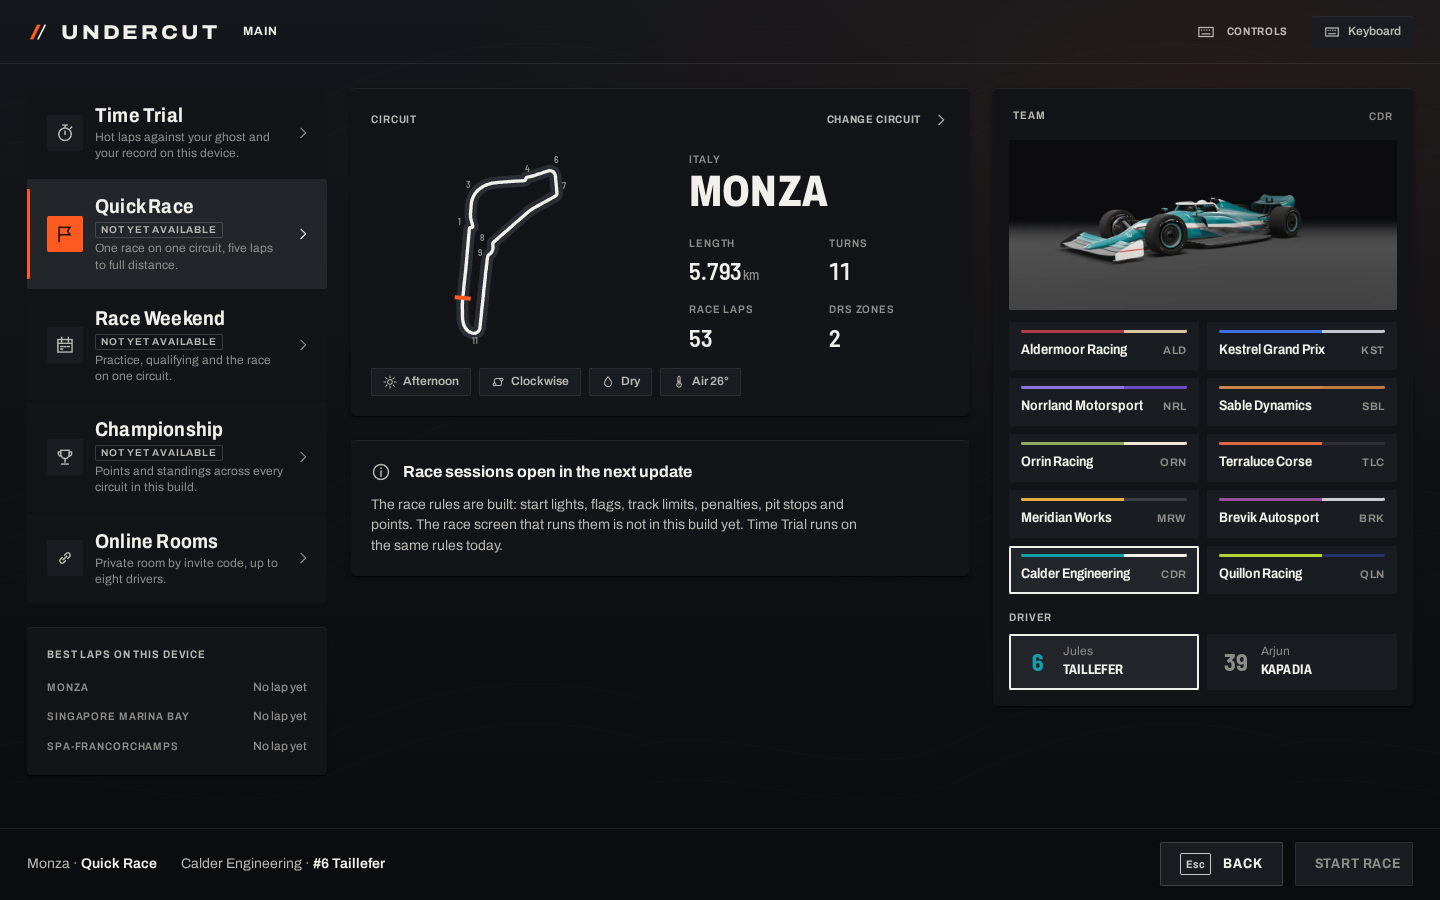 // UNDERCUT MAIN
CONTROLS
Keyboard
Time Trial
Hot laps against your ghost and
your record on this device.
Quick Race
NOT YET AVAILABLE
One race on one circuit, five laps
to full distance.
Race Weekend
NOT YET AVAILABLE
Practice, qualifying and the race
on one circuit.
Championship
NOT YET AVAILABLE
Points and standings across every
circuit in this build.
Online Rooms
Private room by invite code, up to
eight drivers.
BEST LAPS ON THIS DEVICE
MONZA No lap yet
SINGAPORE MARINA BAY No lap yet
SPA-FRANCORCHAMPS No lap yet
CIRCUIT
CHANGE CIRCUIT
6
4
3
7
1
8
9
11
ITALY
MONZA
LENGTH TURNS
5.793 km 11
RACE LAPS DRS ZONES
53 2
Afternoon
Clockwise
Dry
Air 26°
Race sessions open in the next update
The race rules are built: start lights, flags, track limits, penalties, pit stops and
points. The race screen that runs them is not in this build yet. Time Trial runs on
the same rules today.
TEAM CDR
Aldermoor Racing ALD
Kestrel Grand Prix KST
Norrland Motorsport NRL
Sable Dynamics SBL
Orrin Racing ORN
Terraluce Corse TLC
Meridian Works MRW
Brevik Autosport BRK
Calder Engineering CDR
Quillon Racing QLN
DRIVER
6 Jules
TAILLEFER
39 Arjun
KAPADIA
Monza · Quick Race
Calder Engineering · #6 Taillefer
Esc BACK
START RACE